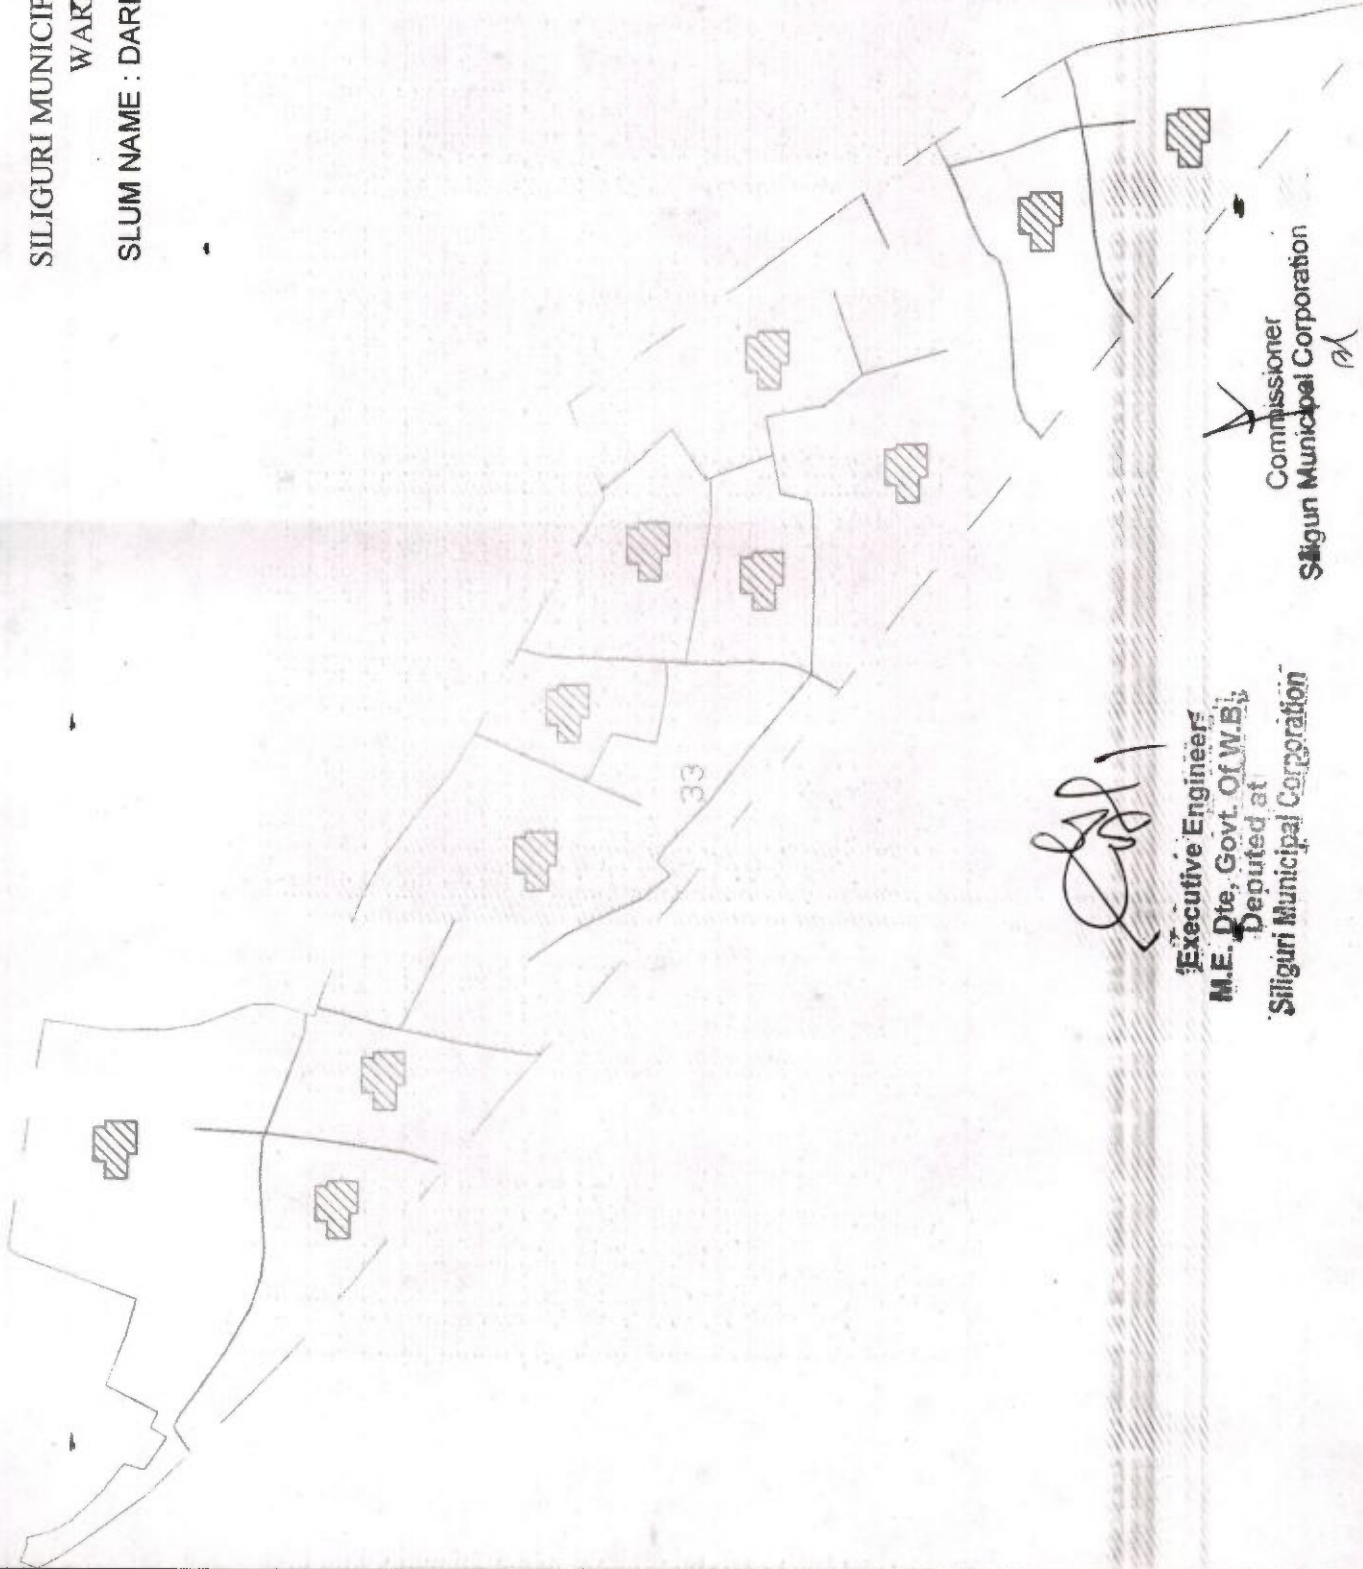 SILIGURI MUNICIP
WAR
SLUM NAME : DAR
33
Executive Engineer
M.E. Dte, Govt. Of W.B.
Deputed at
Siliguri Municipal Corporation
Commissioner
Siliguri Municipal Corporation